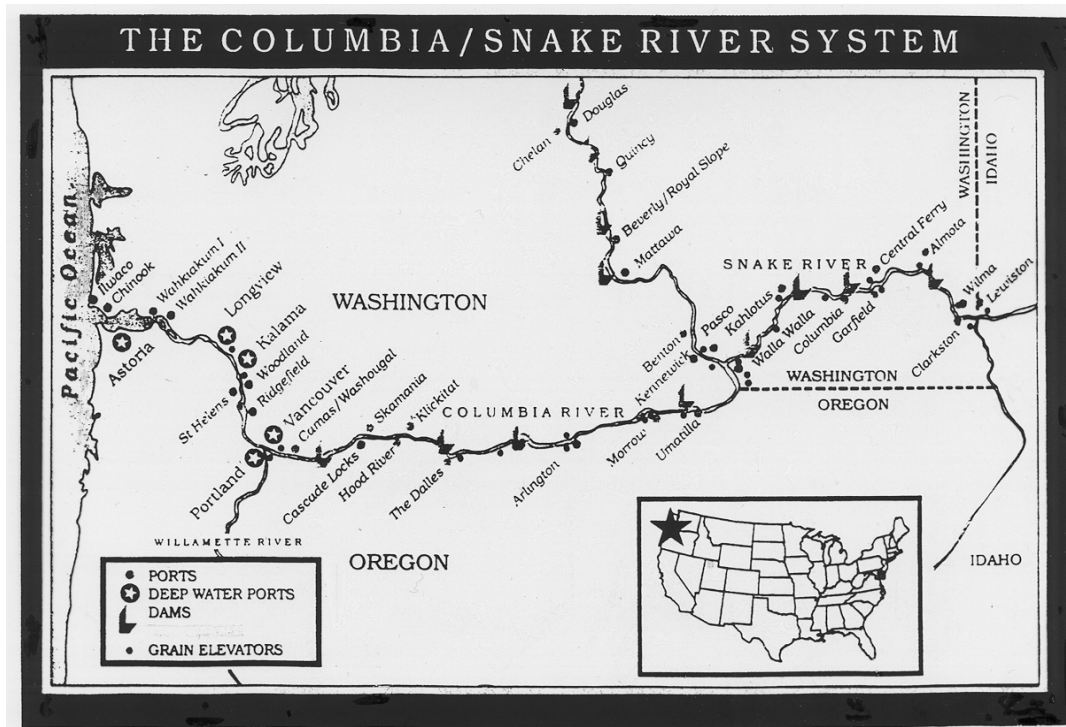 THE COLUMBIA/SNAKE RIVER SYSTEM
Pacific Ocean
Ilwaco
Chinook
Wahkiakum I
Wahkiakum II
Longview
Kalama
Woodland
Ridgefield
Vancouver
Camas/Washougal
Skamania
Klickitat
Astoria
St Helens
Portland
Cascade Locks
Hood River
The Dalles
Arlington
Morrow
Umatilla
WILLAMETTE RIVER
COLUMBIA RIVER
WASHINGTON
OREGON
Chelan
Douglas
Quincy
Beverly/Royal Slope
Mattawa
SNAKE RIVER
Benton
Kennewick
Pasco
Kahlotus
Walla Walla
Walla Walla
Columbia
Garfield
Central Ferry
Almota
Wilma
Lewiston
Clarkston
WASHINGTON
IDAHO
WASHINGTON
OREGON
IDAHO
PORTS
DEEP WATER PORTS
DAMS
GRAIN ELEVATORS